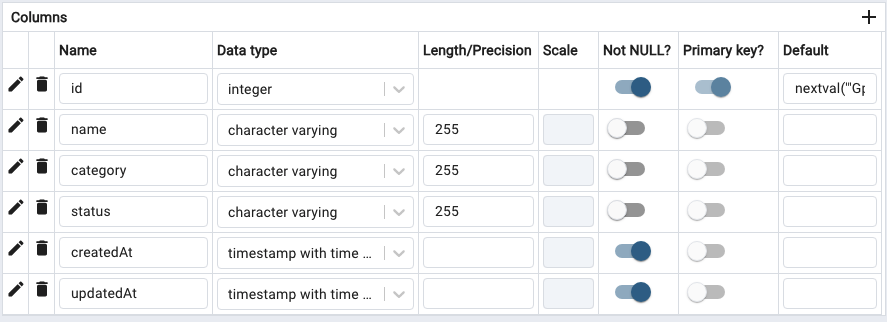 Columns
Name Data type Length/Precision Scale Not NULL? Primary key? Default
id integer nextval('"Gp
name character varying 255
category character varying 255
status character varying 255
createdAt timestamp with time ...
updatedAt timestamp with time ...